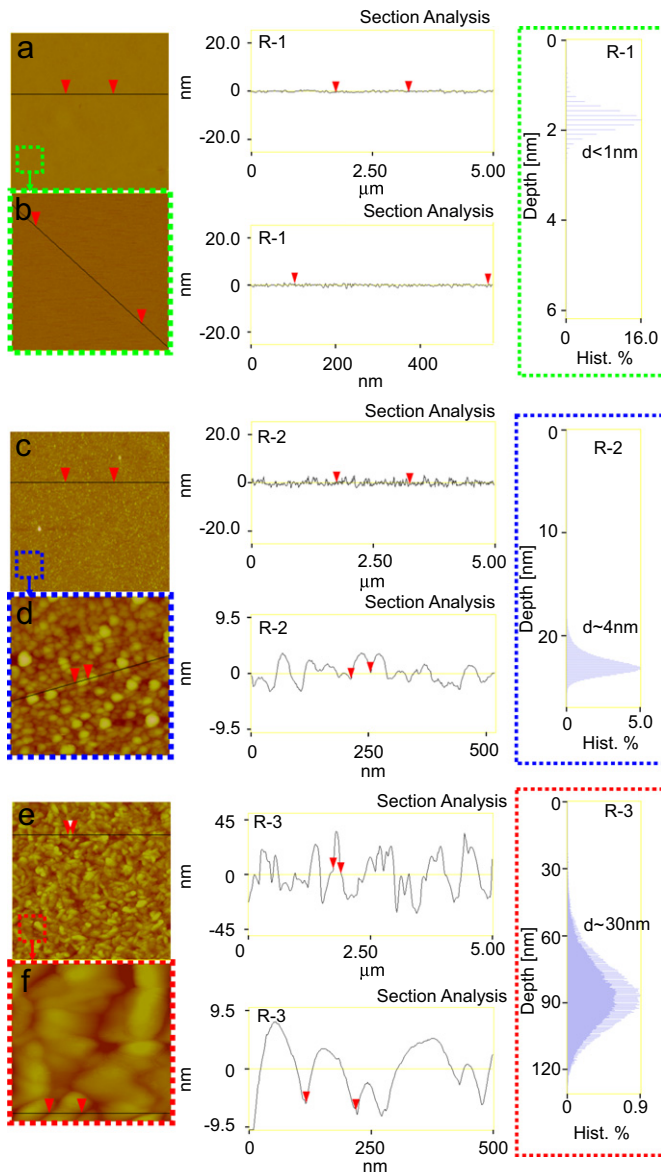 a
Section Analysis
R-1
20.0
0
-20.0
nm
0
2.50
5.00
μm
b
Section Analysis
R-1
20.0
0
-20.0
nm
0
200
400
nm
R-1
0
2
4
6
Depth [nm]
d<1nm
0
16.0
Hist. %
c
Section Analysis
R-2
20.0
0
-20.0
nm
0
2.50
5.00
μm
d
Section Analysis
R-2
9.5
0
-9.5
nm
0
250
500
nm
R-2
0
10
20
Depth [nm]
d~4nm
0
5.0
Hist. %
e
Section Analysis
R-3
45
0
-45
nm
0
2.50
5.00
μm
f
Section Analysis
R-3
9.5
0
-9.5
nm
0
250
500
nm
R-3
0
60
90
120
Depth [nm]
d~30nm
0
0.9
Hist. %